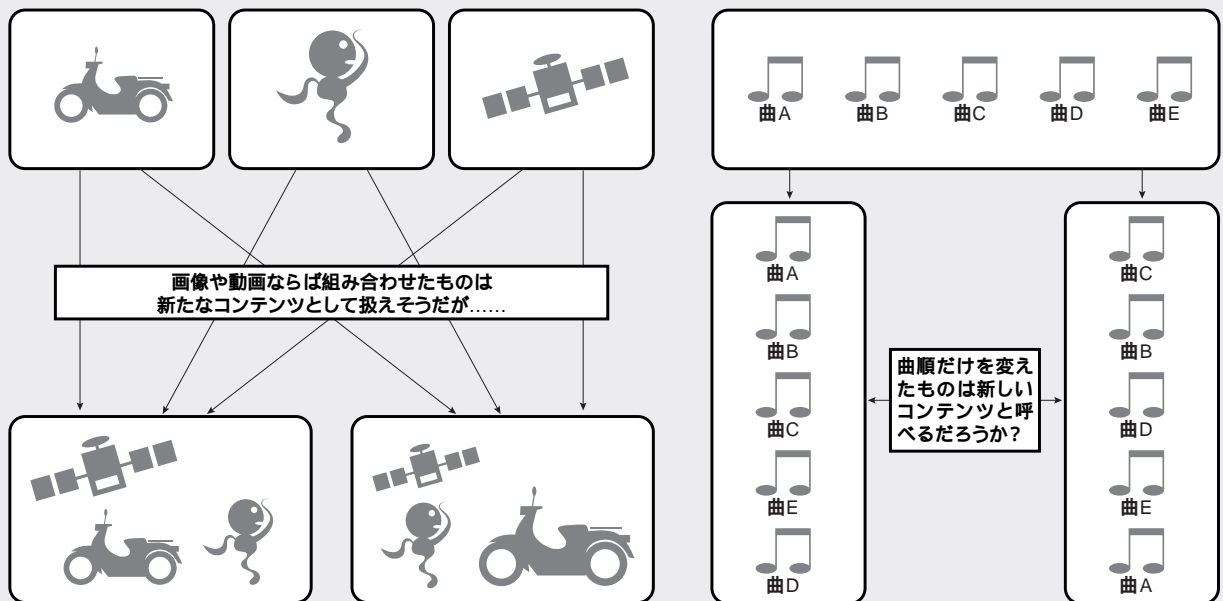 曲A 曲B 曲C 曲D 曲E
画像や動画ならば組み合わせたものは
新たなコンテンツとして扱えそうだが……
曲A
曲B
曲C
曲E
曲D
曲順だけを変え
たものは新しい
コンテンツと呼
べるだろうか?
曲C
曲B
曲D
曲E
曲A